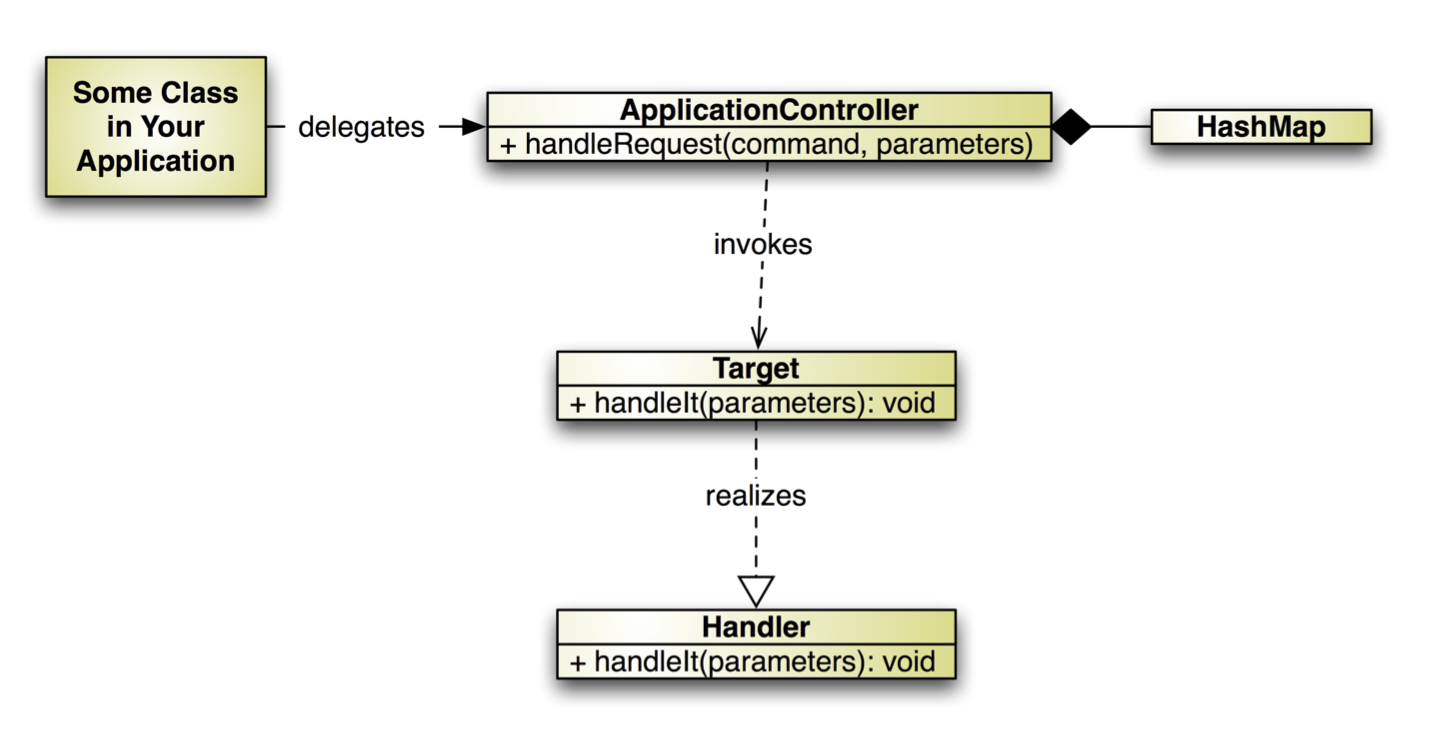 Some Class
in Your
Application
delegates
ApplicationController
+ handleRequest(command, parameters)
HashMap
invokes
Target
+ handleIt(parameters): void
realizes
Handler
+ handleIt(parameters): void